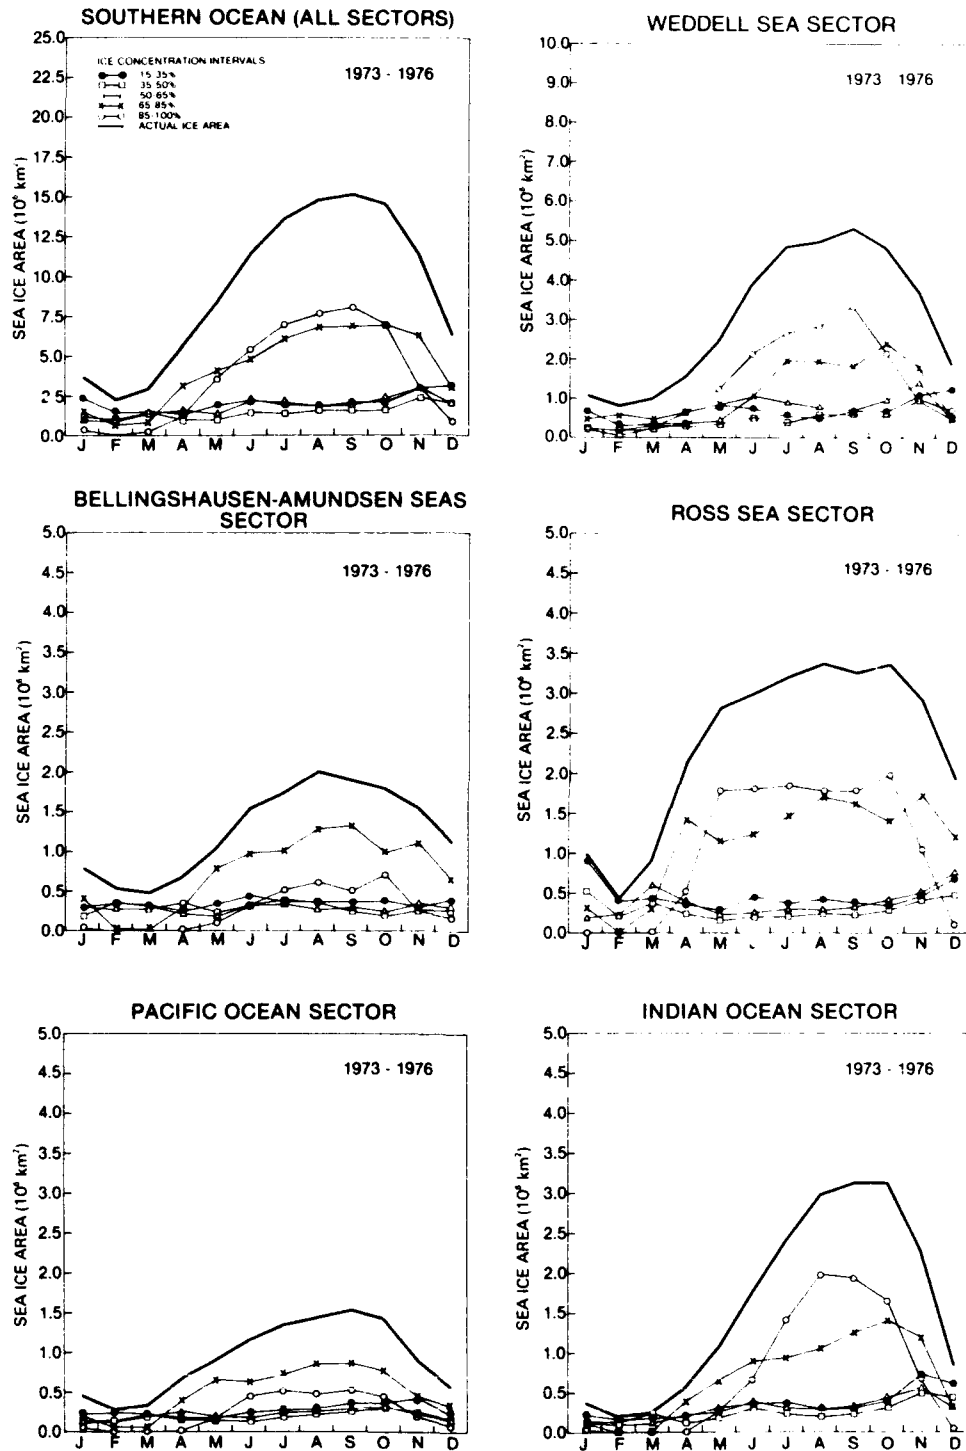 SOUTHERN OCEAN (ALL SECTORS)
25.0
22.5
20.0
17.5
15.0
12.5
10.0
7.5
5.0
2.5
0.0
SEA ICE AREA (10⁶ km²)
ICE CONCENTRATION INTERVALS
15-35%
35-50%
50-65%
65-85%
85-100%
ACTUAL ICE AREA
1973 - 1976
J F M A M J J A S O N D
WEDDELL SEA SECTOR
10.0
9.0
8.0
7.0
6.0
5.0
4.0
3.0
2.0
1.0
0.0
SEA ICE AREA (10⁶ km²)
1973 1976
J F M A M J J A S O N D
BELLINGSHAUSEN-AMUNDSEN SEAS
SECTOR
5.0
4.5
4.0
3.5
3.0
2.5
2.0
1.5
1.0
0.5
0.0
SEA ICE AREA (10⁶ km²)
1973 - 1976
J F M A M J J A S O N D
ROSS SEA SECTOR
5.0
4.5
4.0
3.5
3.0
2.5
2.0
1.5
1.0
0.5
0.0
SEA ICE AREA (10⁶ km²)
1973 - 1976
J F M A M J J A S O N D
PACIFIC OCEAN SECTOR
5.0
4.5
4.0
3.5
3.0
2.5
2.0
1.5
1.0
0.5
0.0
SEA ICE AREA (10⁶ km²)
1973 - 1976
J F M A M J J A S O N D
INDIAN OCEAN SECTOR
5.0
4.5
4.0
3.5
3.0
2.5
2.0
1.5
1.0
0.5
0.0
SEA ICE AREA (10⁶ km²)
1973 - 1976
J F M A M J J A S O N D